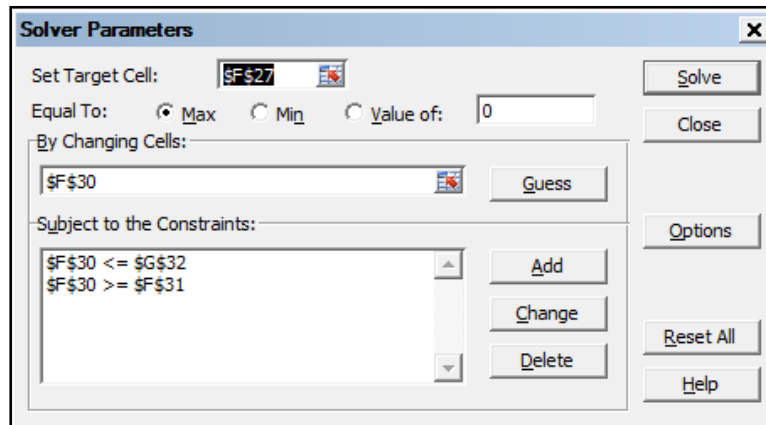 Solver Parameters
Set Target Cell: $F$27 Solve
Equal To: Max Min Value of: 0 Close
By Changing Cells:
$F$30 Guess
Subject to the Constraints: Options
$F$30 <= $G$32 Add
$F$30 >= $F$31
Change
Reset All
Delete
Help